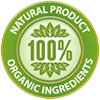 NATURAL PRODUCT
100%
ORGANIC INGREDIENTS